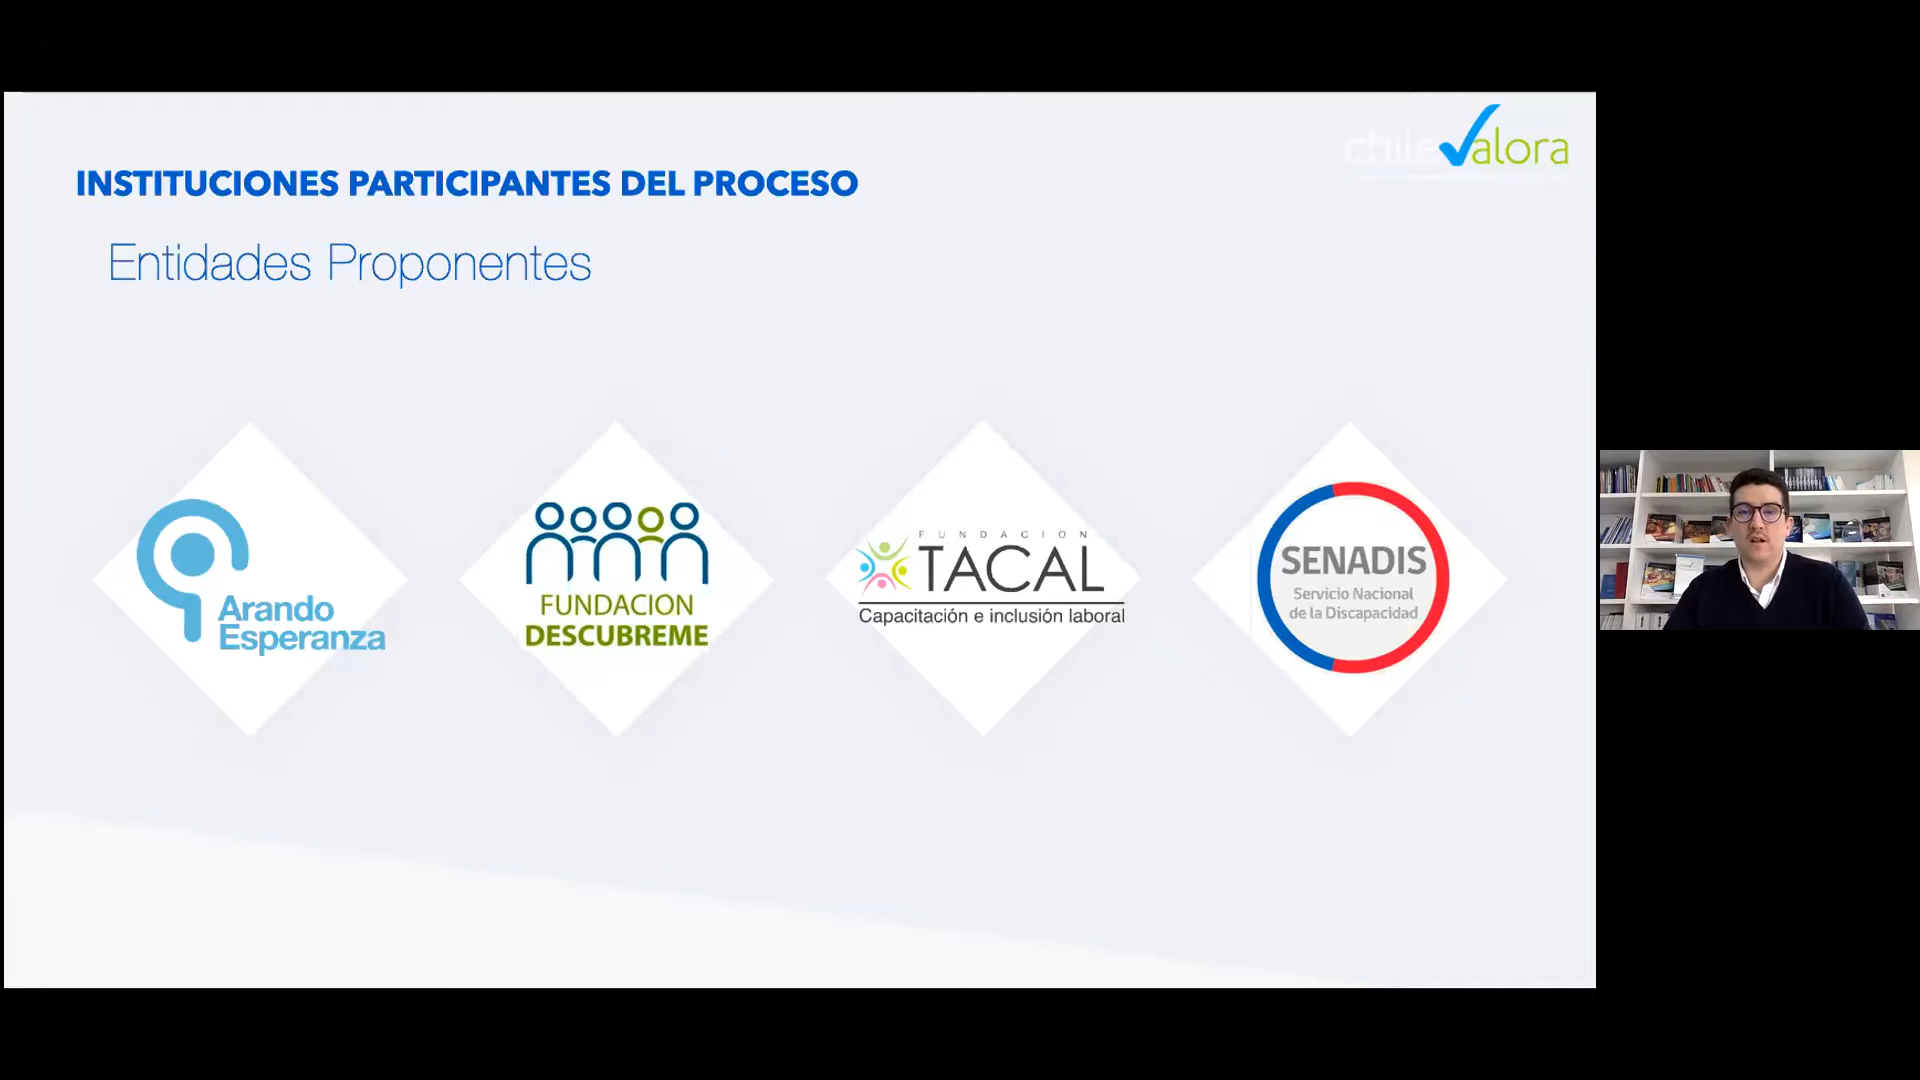 chilevalora
INSTITUCIONES PARTICIPANTES DEL PROCESO
Entidades Proponentes
Arando
Esperanza
FUNDACION
DESCUBREME
FUNDACION
TACAL
Capacitación e inclusión laboral
SENADIS
Servicio Nacional
de la Discapacidad